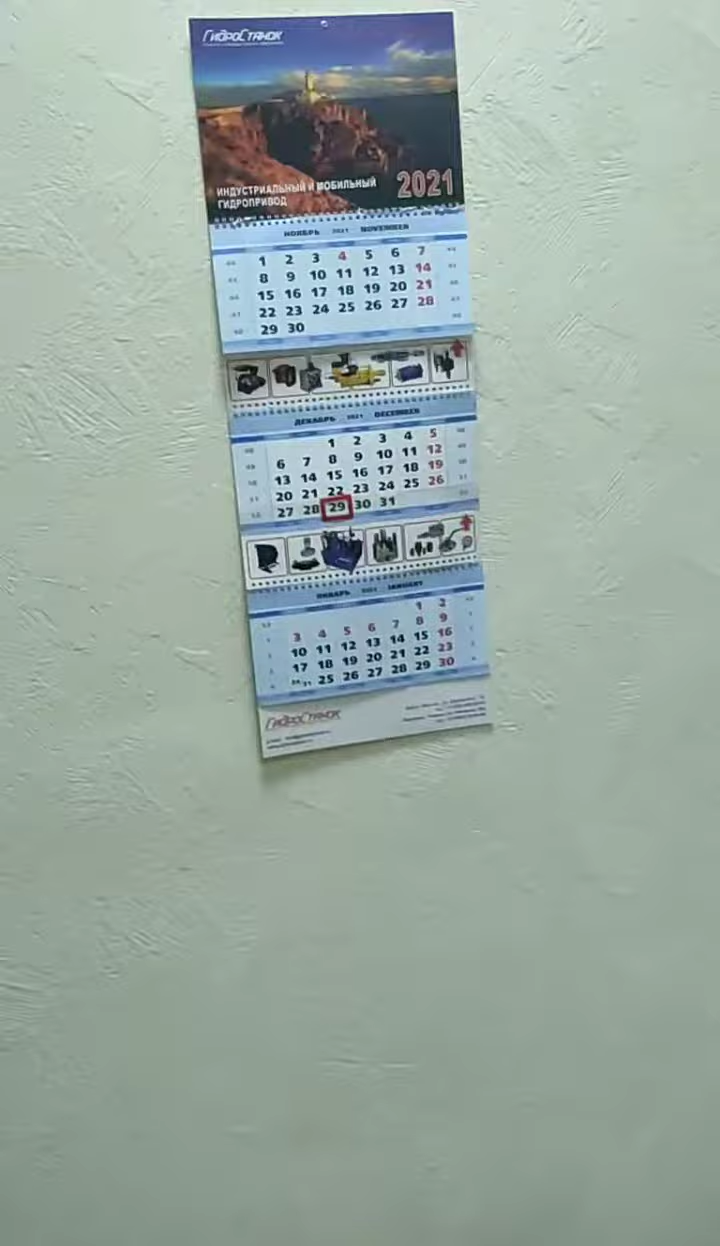 ГидроСтанок
2021
ИНДУСТРИАЛЬНЫЙ И МОБИЛЬНЫЙ
ГИДРОПРИВОД
НОЯБРЬ 2021 NOVEMBER
1 2 3 4 5 6 7
8 9 10 11 12 13 14
15 16 17 18 19 20 21
22 23 24 25 26 27 28
29 30
ДЕКАБРЬ 2021 DECEMBER
1 2 3 4 5
6 7 8 9 10 11 12
13 14 15 16 17 18 19
20 21 22 23 24 25 26
27 28 29 30 31
ЯНВАРЬ JANUARY
1 2
3 4 5 6 7 8 9
10 11 12 13 14 15 16
17 18 19 20 21 22 23
24 31 25 26 27 28 29 30
ГидроСтанок